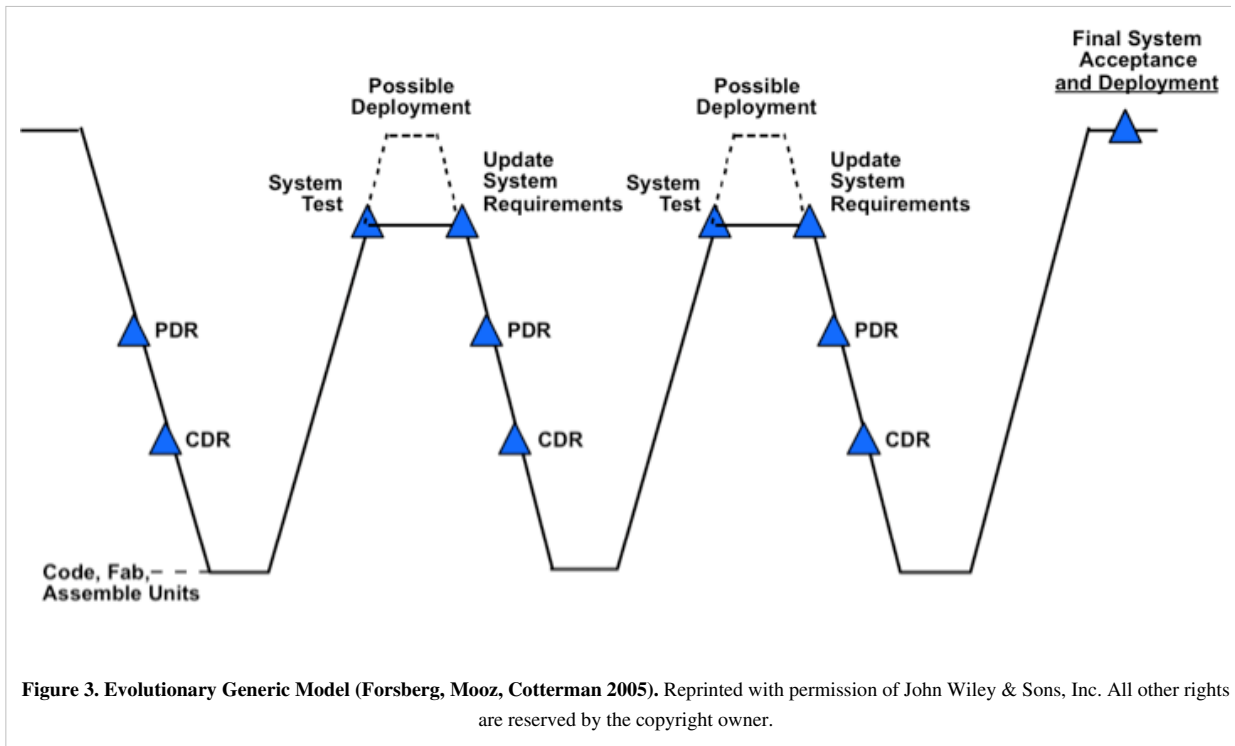 Final System
Acceptance
and Deployment
Possible
Deployment
Possible
Deployment
System
Test
Update
System
Requirements
System
Test
Update
System
Requirements
PDR
PDR
PDR
CDR
CDR
CDR
Code, Fab,
Assemble Units
Figure 3. Evolutionary Generic Model (Forsberg, Mooz, Cotterman 2005). Reprinted with permission of John Wiley & Sons, Inc. All other rights
are reserved by the copyright owner.